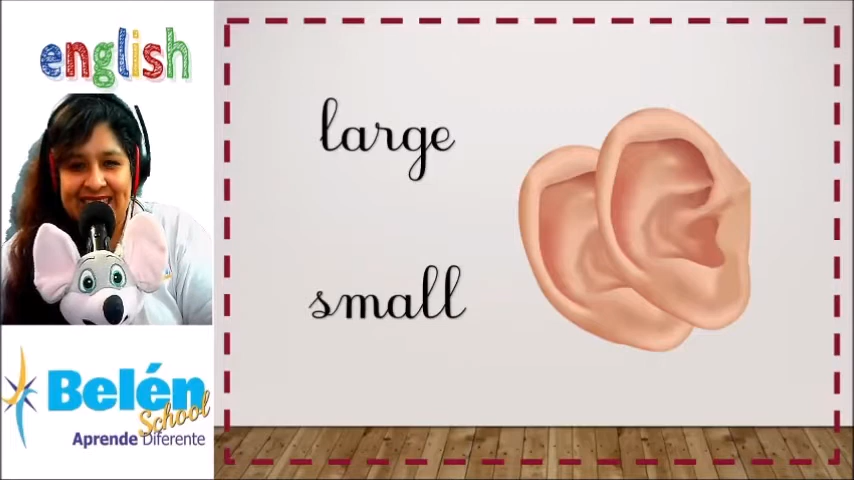 english
large
small
Belén
School
Aprende Diferente